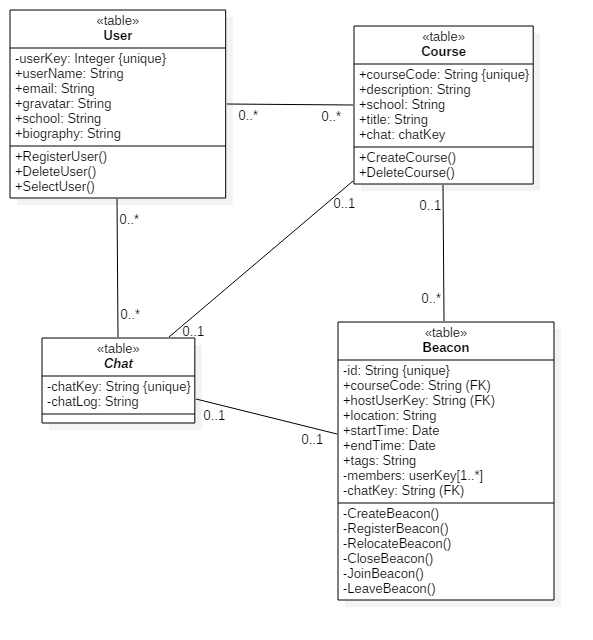 «table»
User
-userKey: Integer {unique}
+userName: String
+email: String
+gravatar: String
+school: String
+biography: String
+RegisterUser()
+DeleteUser()
+SelectUser()
«table»
Course
+courseCode: String {unique}
+description: String
+school: String
+title: String
+chat: chatKey
+CreateCourse()
+DeleteCourse()
0..*
0..*
0..*
0..*
0..1
0..1
0..1
0..*
«table»
Chat
-chatKey: String {unique}
-chatLog: String
0..1
0..1
«table»
Beacon
-id: String {unique}
+courseCode: String (FK)
+hostUserKey: String (FK)
+location: String
+startTime: Date
+endTime: Date
+tags: String
-members: userKey[1..*]
-chatKey: String (FK)
-CreateBeacon()
-RegisterBeacon()
-RelocateBeacon()
-CloseBeacon()
-JoinBeacon()
-LeaveBeacon()